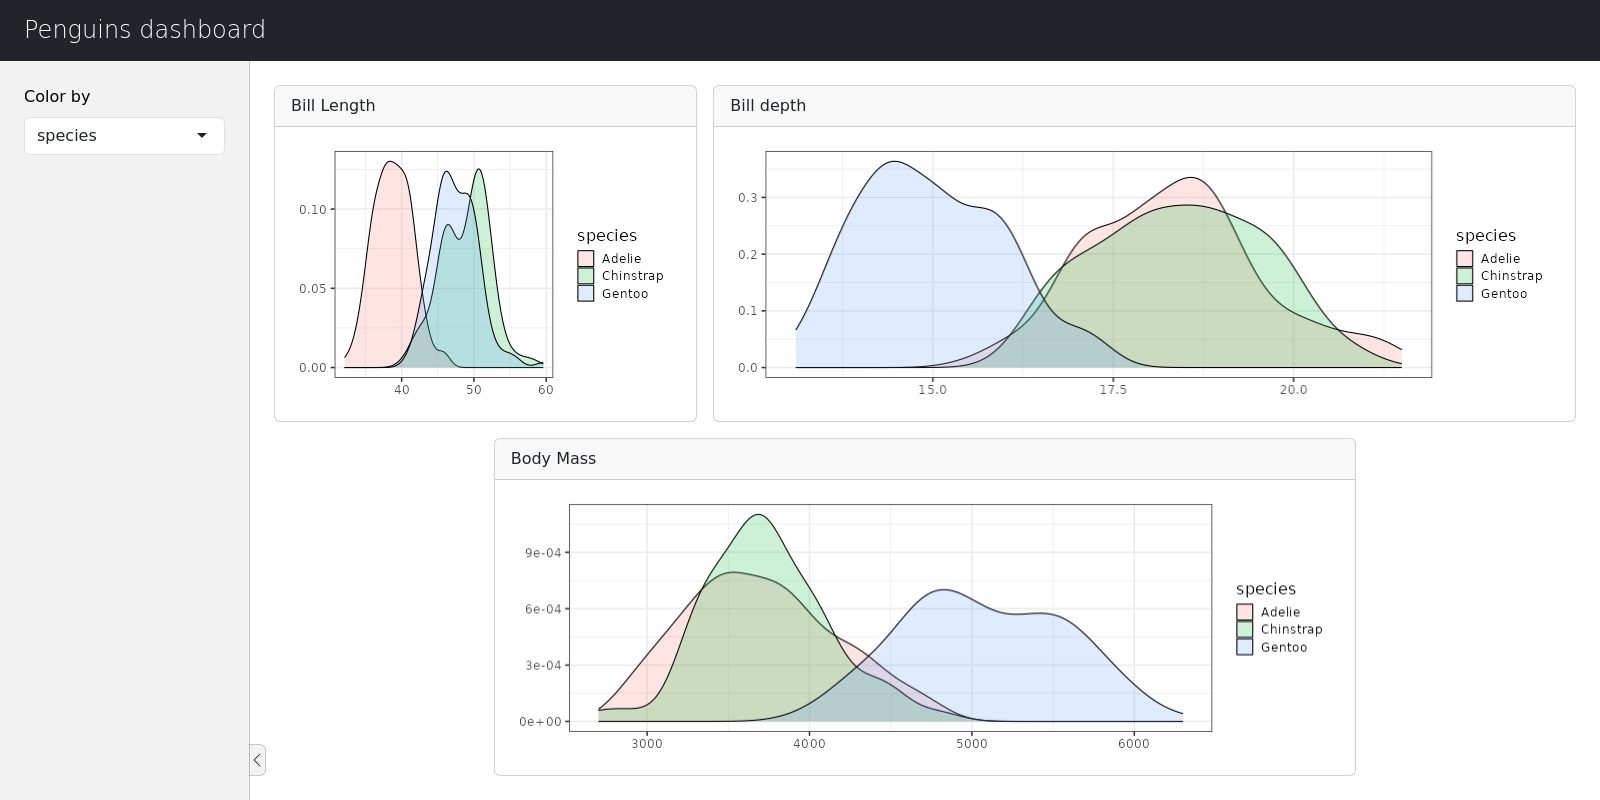 Penguins dashboard
Color by
species
Bill Length
0.10
0.05
0.00
40 50 60
species
Adelie
Chinstrap
Gentoo
Bill depth
0.3
0.2
0.1
0.0
15.0 17.5 20.0
species
Adelie
Chinstrap
Gentoo
Body Mass
9e-04
6e-04
3e-04
0e+00
3000 4000 5000 6000
species
Adelie
Chinstrap
Gentoo